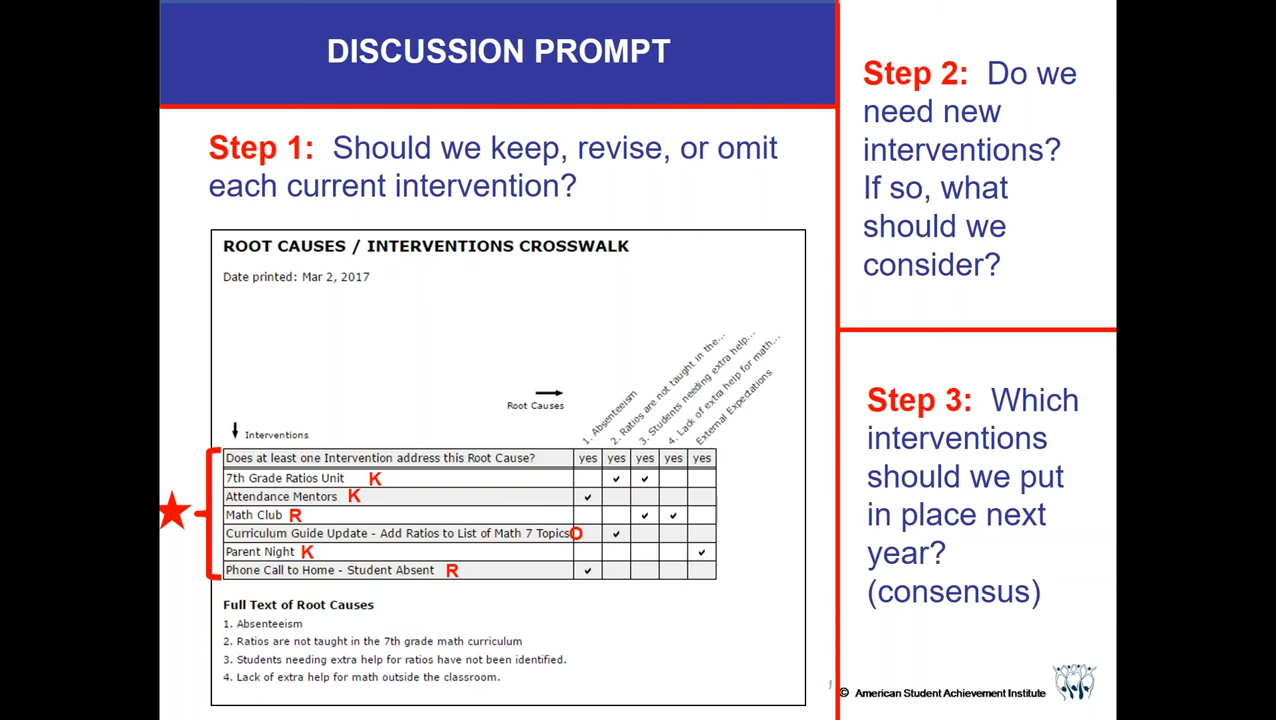 DISCUSSION PROMPT
Step 1: Should we keep, revise, or omit
each current intervention?
ROOT CAUSES / INTERVENTIONS CROSSWALK
Date printed: Mar 2, 2017
Root Causes
Interventions
1. Absenteeism
2. Ratios are not taught in the...
3. Students needing extra help...
4. Lack of extra help for math...
External Expectations
Does at least one Intervention address this Root Cause? yes yes yes yes yes
7th Grade Ratios Unit K ✓ ✓
Attendance Mentors K ✓
Math Club R ✓ ✓
Curriculum Guide Update - Add Ratios to List of Math 7 Topics O ✓
Parent Night K ✓
Phone Call to Home - Student Absent R ✓
Full Text of Root Causes
1. Absenteeism
2. Ratios are not taught in the 7th grade math curriculum
3. Students needing extra help for ratios have not been identified.
4. Lack of extra help for math outside the classroom.
Step 2: Do we
need new
interventions?
If so, what
should we
consider?
Step 3: Which
interventions
should we put
in place next
year?
(consensus)
© American Student Achievement Institute